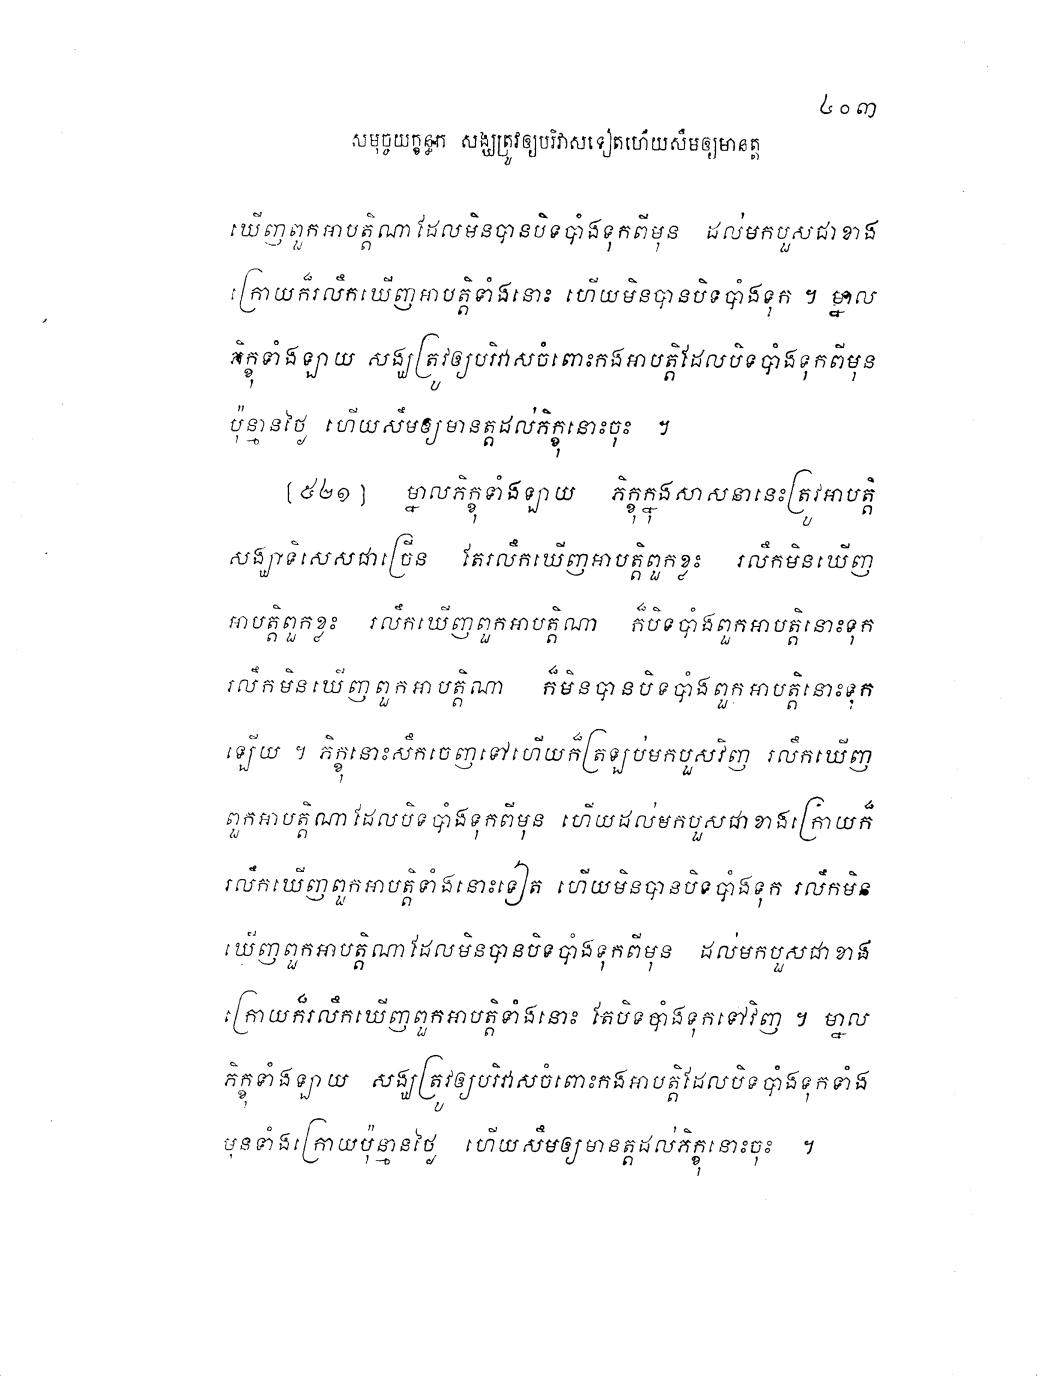 ៤០៣
សមុច្ចយក្ខន្ធក សង្ឃត្រូវឲ្យបរិវាសទៀតហើយសឹមឲ្យមានត្ត
ឃើញពួកអាបត្តិណាដែលមិនបានបិទបាំងទុកពីមុន ដល់មកបួសជាខាង
ក្រោយក៏រលឹកឃើញអាបត្តិទាំងនោះ ហើយមិនបានបិទបាំងទុក ។ ម្នាល
ភិក្ខុទាំងឡាយ សង្ឃត្រូវឲ្យបរិវាសចំពោះកងអាបត្តិដែលបិទបាំងទុកពីមុន
ប៉ុន្មានថ្ងៃ ហើយសឹមឲ្យមានត្តដល់ភិក្ខុនោះចុះ ។
[៥២១] ម្នាលភិក្ខុទាំងឡាយ ភិក្ខុក្នុងសាសនានេះត្រូវអាបត្តិ
សង្ឃាទិសេសជាច្រើន តែរលឹកឃើញអាបត្តិពួកខ្លះ រលឹកមិនឃើញ
អាបត្តិពួកខ្លះ រលឹកឃើញពួកអាបត្តិណា ក៏បិទបាំងពួកអាបត្តិនោះទុក
រលឹកមិនឃើញពួកអាបត្តិណា ក៏មិនបានបិទបាំងពួកអាបត្តិនោះទុក
ឡើយ ។ ភិក្ខុនោះសឹកចេញទៅហើយក៏ត្រឡប់មកបួសវិញ រលឹកឃើញ
ពួកអាបត្តិណាដែលបិទបាំងទុកពីមុន ហើយដល់មកបួសជាខាងក្រោយក៏
រលឹកឃើញពួកអាបត្តិទាំងនោះទៀត ហើយមិនបានបិទបាំងទុក រលឹកមិន
ឃើញពួកអាបត្តិណាដែលមិនបានបិទបាំងទុកពីមុន ដល់មកបួសជាខាង
ក្រោយក៏រលឹកឃើញពួកអាបត្តិទាំងនោះ តែបិទបាំងទុកទៅវិញ ។ ម្នាល
ភិក្ខុទាំងឡាយ សង្ឃត្រូវឲ្យបរិវាសចំពោះកងអាបត្តិដែលបិទបាំងទុកទាំង
មុនទាំងក្រោយប៉ុន្មានថ្ងៃ ហើយសឹមឲ្យមានត្តដល់ភិក្ខុនោះចុះ ។